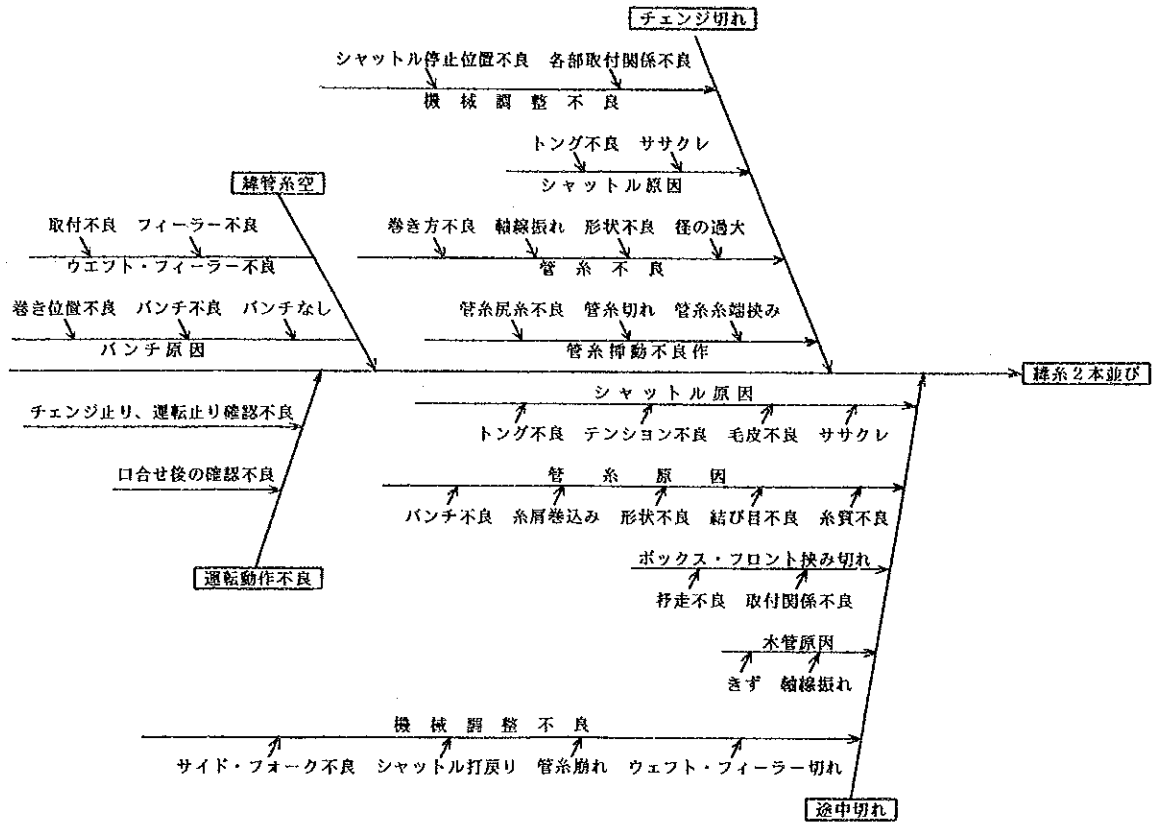 チェンジ切れ
シャットル停止位置不良 各部取付関係不良
機械調整不良
トング不良 ササクレ
シャットル原因
緯管糸空
取付不良 フィーラー不良
ウエフト・フィーラー不良
巻き方不良 軸線振れ 形状不良 径の過大
管糸不良
巻き位置不良 バンチ不良 バンチなし
バンチ原因
管糸尻糸不良 管糸切れ 管糸糸端挟み
管糸挿動不良作
緯糸2本並び
シャットル原因
トング不良 テンション不良 毛皮不良 ササクレ
チェンジ止り、運転止り確認不良
口合せ後の確認不良
運転動作不良
管糸原因
バンチ不良 糸屑巻込み 形状不良 結び目不良 糸質不良
ボックス・フロント挟み切れ
杼走不良 取付関係不良
木管原因
きず 軸線振れ
機械調整不良
サイド・フォーク不良 シャットル打戻り 管糸崩れ ウェフト・フィーラー切れ
途中切れ